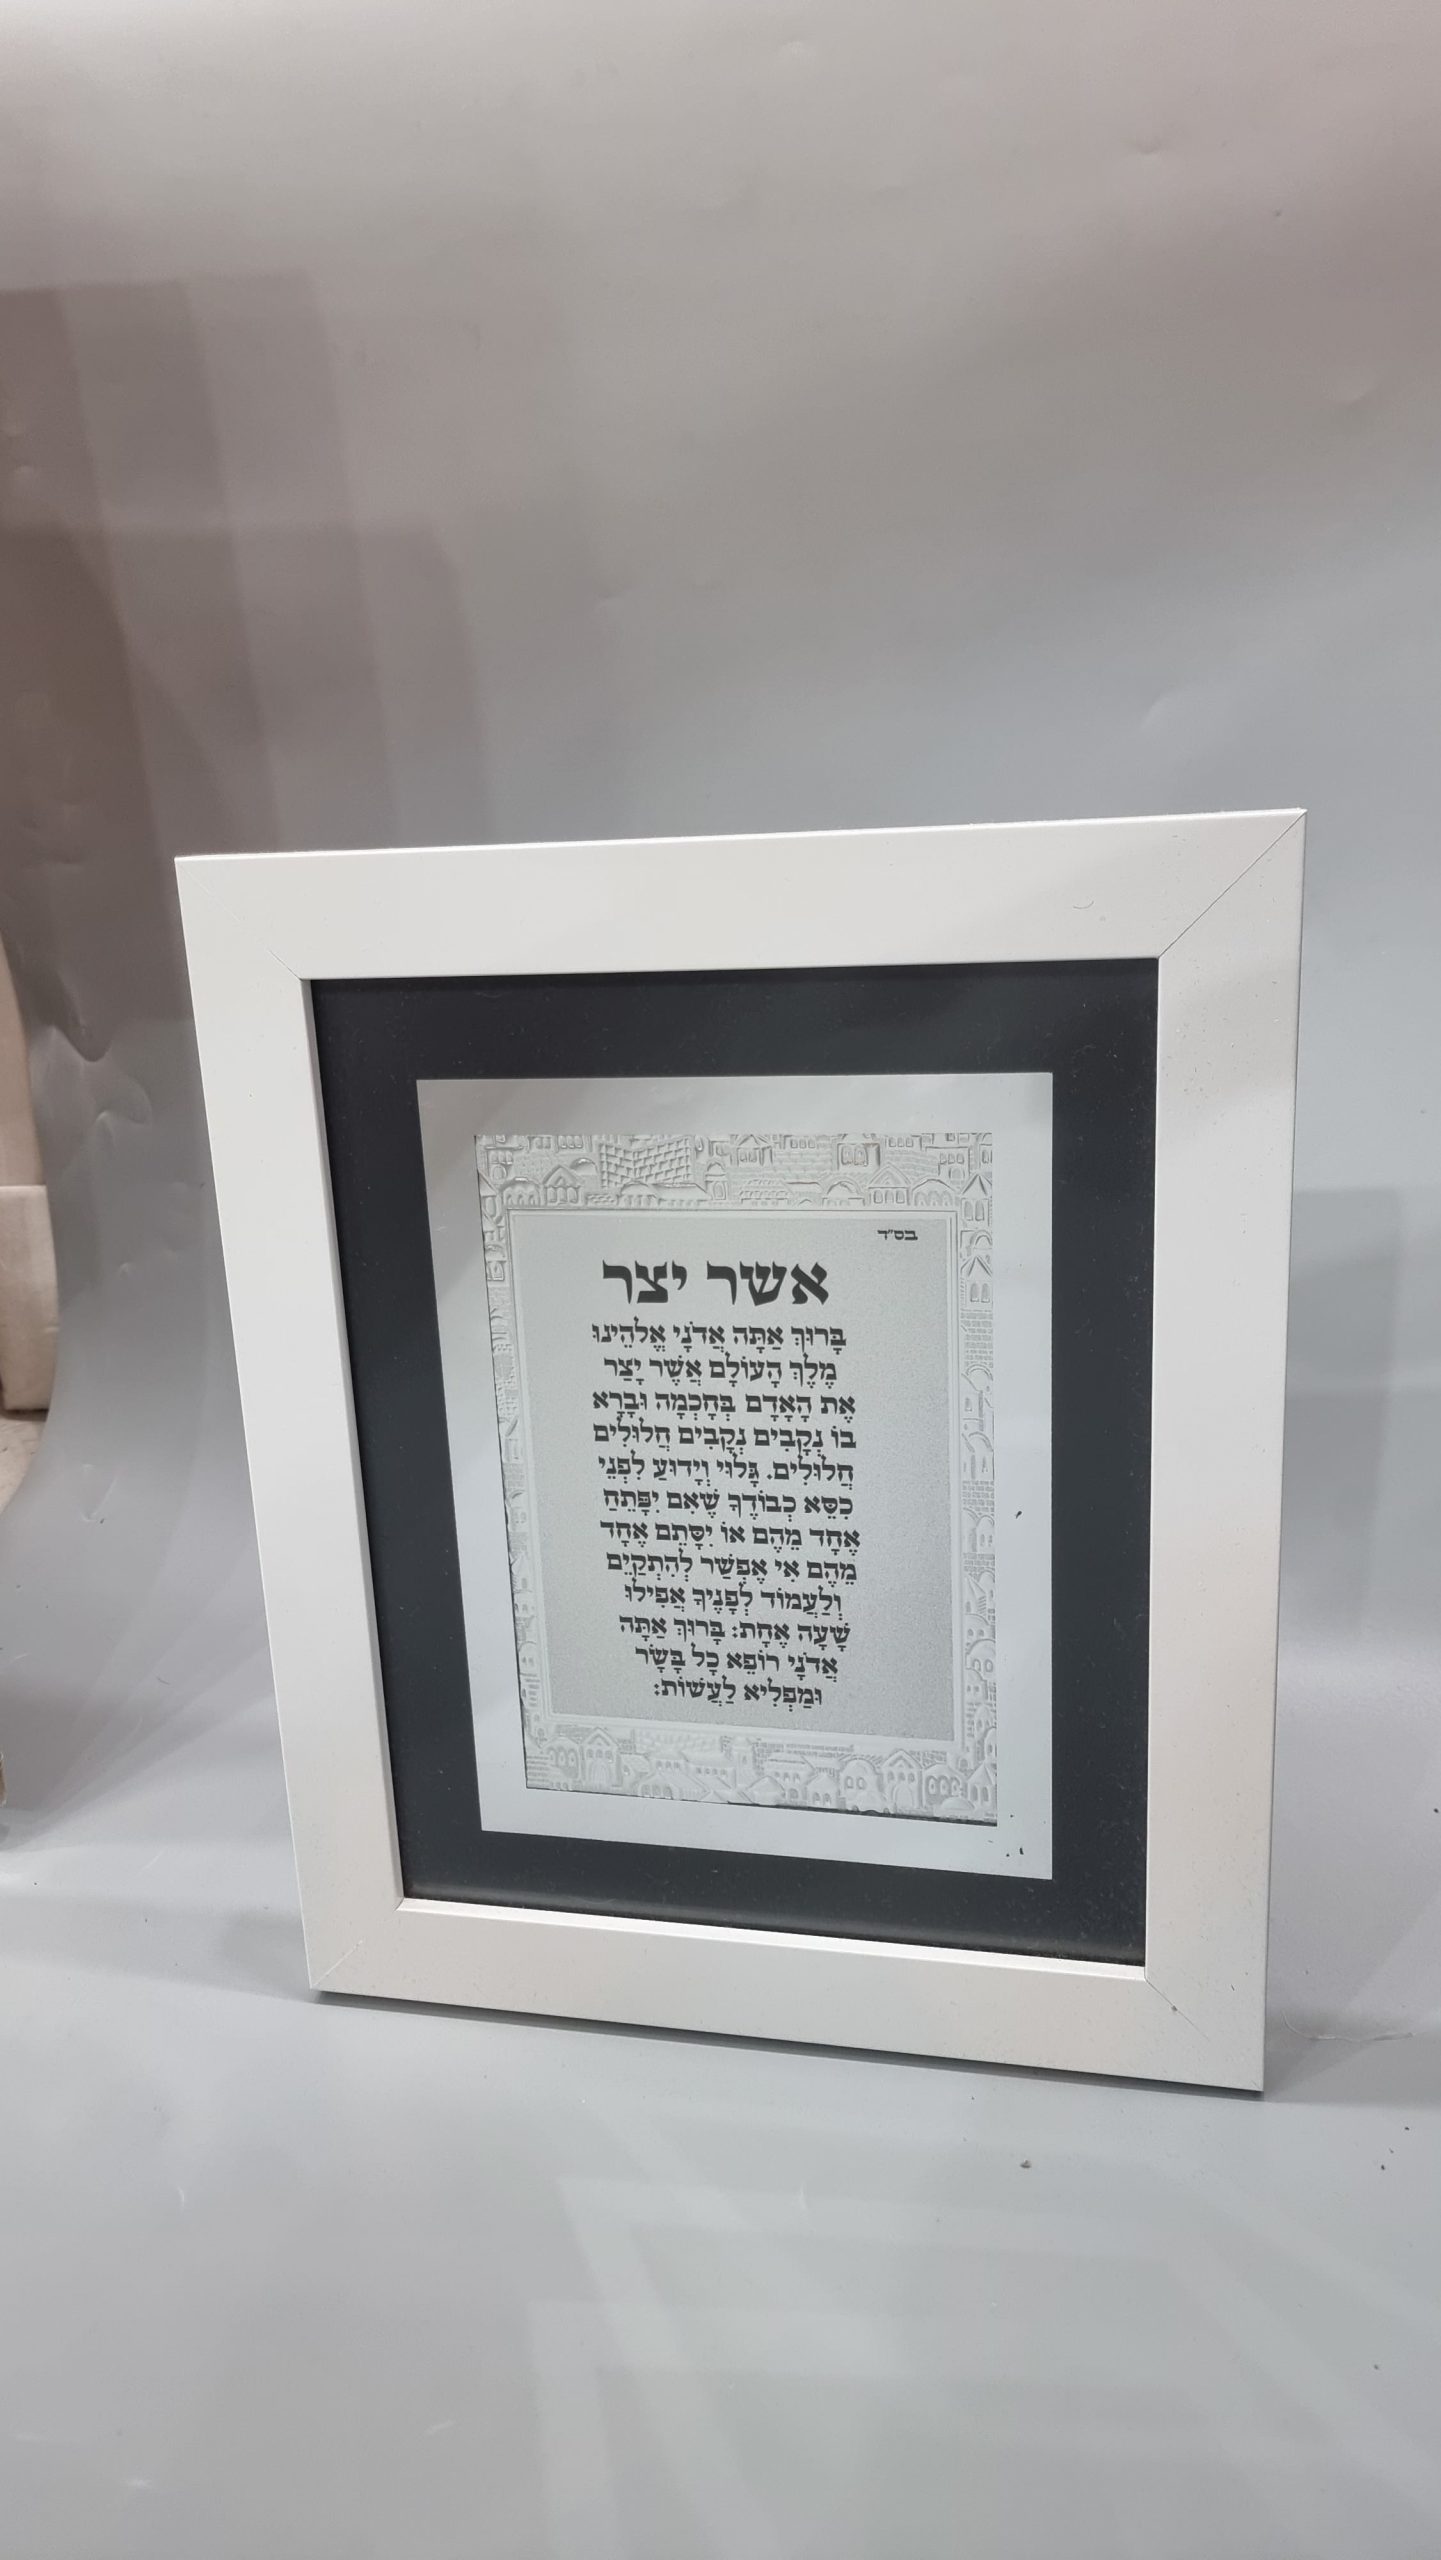 בס"ד
אשר יצר
בָּרוּךְ אַתָּה אֲדֹנָי אֱלֹהֵינוּ
מֶלֶךְ הָעוֹלָם אֲשֶׁר יָצַר
אֶת הָאָדָם בְּחָכְמָה וּבָרָא
בוֹ נְקָבִים נְקָבִים חֲלוּלִים
חֲלוּלִים. גָּלוּי וְיָדוּעַ לִפְנֵי
כִסֵּא כְבוֹדֶךָ שֶׁאִם יִפָּתֵחַ
אֶחָד מֵהֶם אוֹ יִסָּתֵם אֶחָד
מֵהֶם אִי אֶפְשַׁר לְהִתְקַיֵּם
וְלַעֲמוֹד לְפָנֶיךָ אֲפִילוּ
שָׁעָה אֶחָת: בָּרוּךְ אַתָּה
אֲדֹנָי רוֹפֵא כָל בָּשָׂר
וּמַפְלִיא לַעֲשׂוֹת: